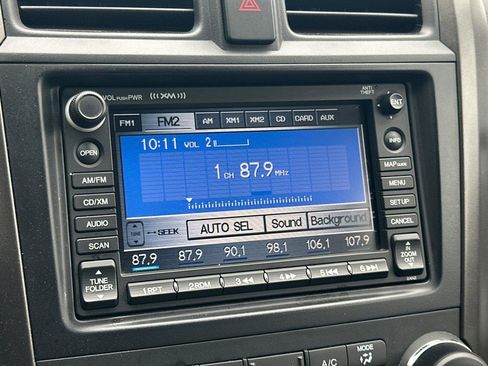 VOL PUSH PWR ((( XM )))
ANTI THEFT
FM1 FM2 AM XM1 XM2 CD CARD AUX
ENT
10:11 VOL 2
OPEN
INFO
1 CH 87.9 MHz
AM/FM
MAP GUIDE
CD/XM
MENU
AUDIO
SETUP
TUNE SEEK AUTO SEL Sound Background
CANCEL
SCAN
87.9 87.9 90.1 98.1 106.1 107.9
TUNE FOLDER
IN ZOOM OUT
1 RPT 2 RDM 3 4 5 6
MODE
A/C